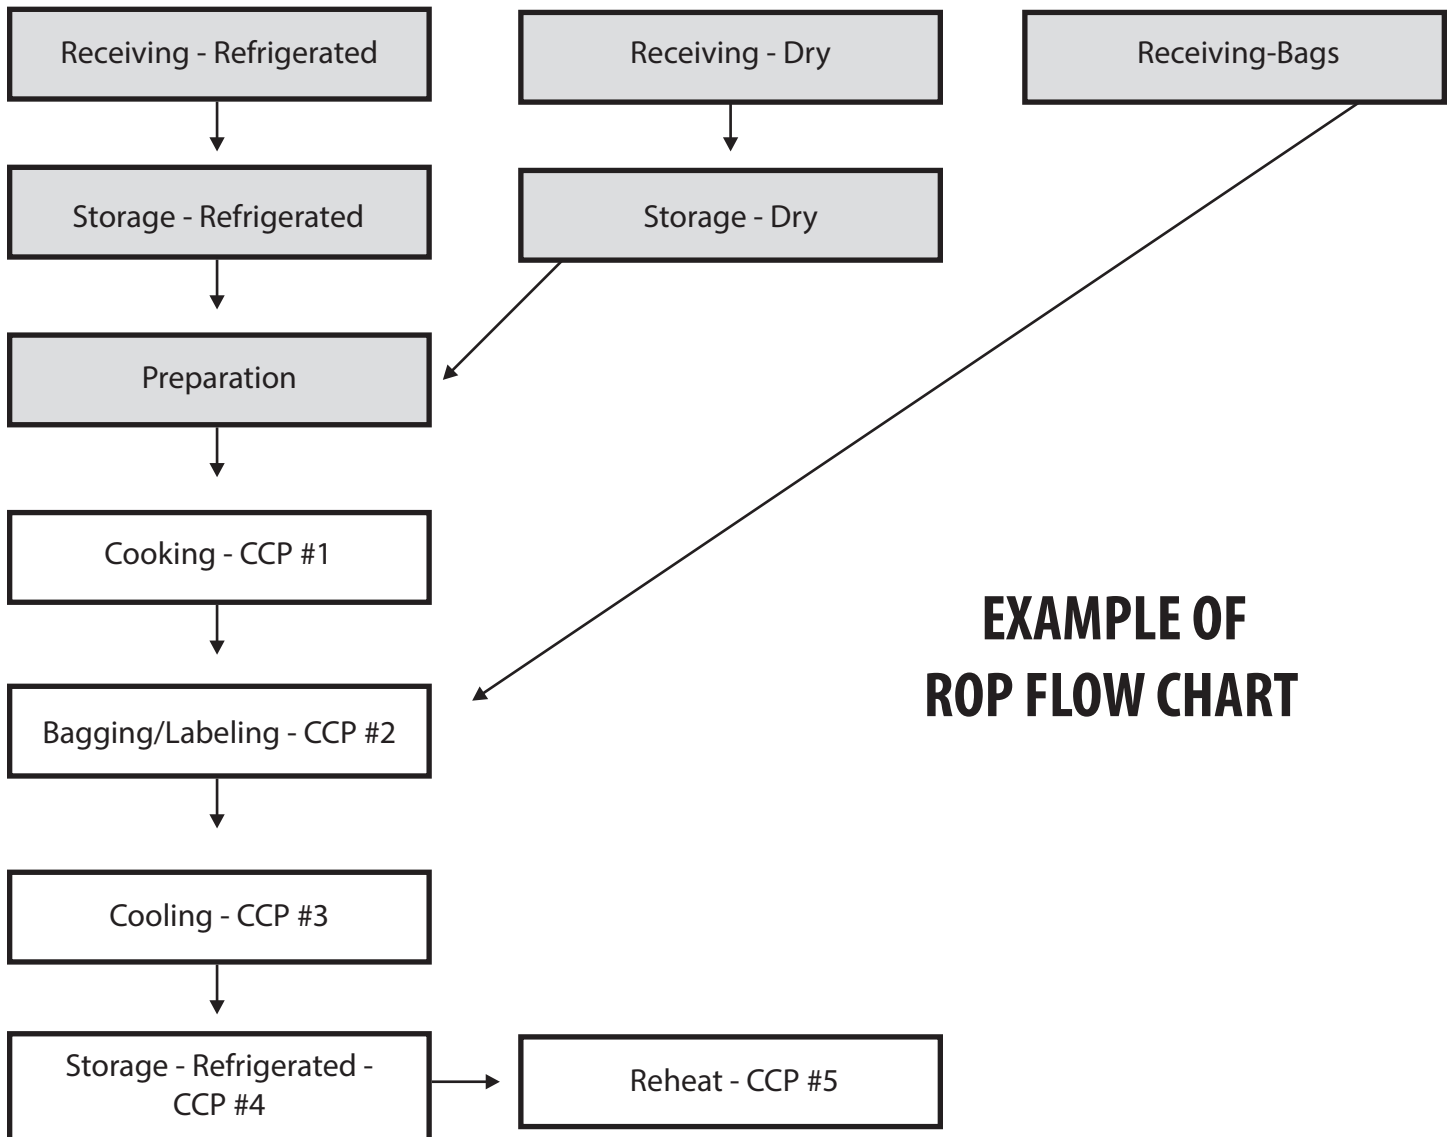 Receiving - Refrigerated
Receiving - Dry
Receiving-Bags
Storage - Refrigerated
Storage - Dry
Preparation
Cooking - CCP #1
EXAMPLE OF
ROP FLOW CHART
Bagging/Labeling - CCP #2
Cooling - CCP #3
Storage - Refrigerated -
CCP #4
Reheat - CCP #5